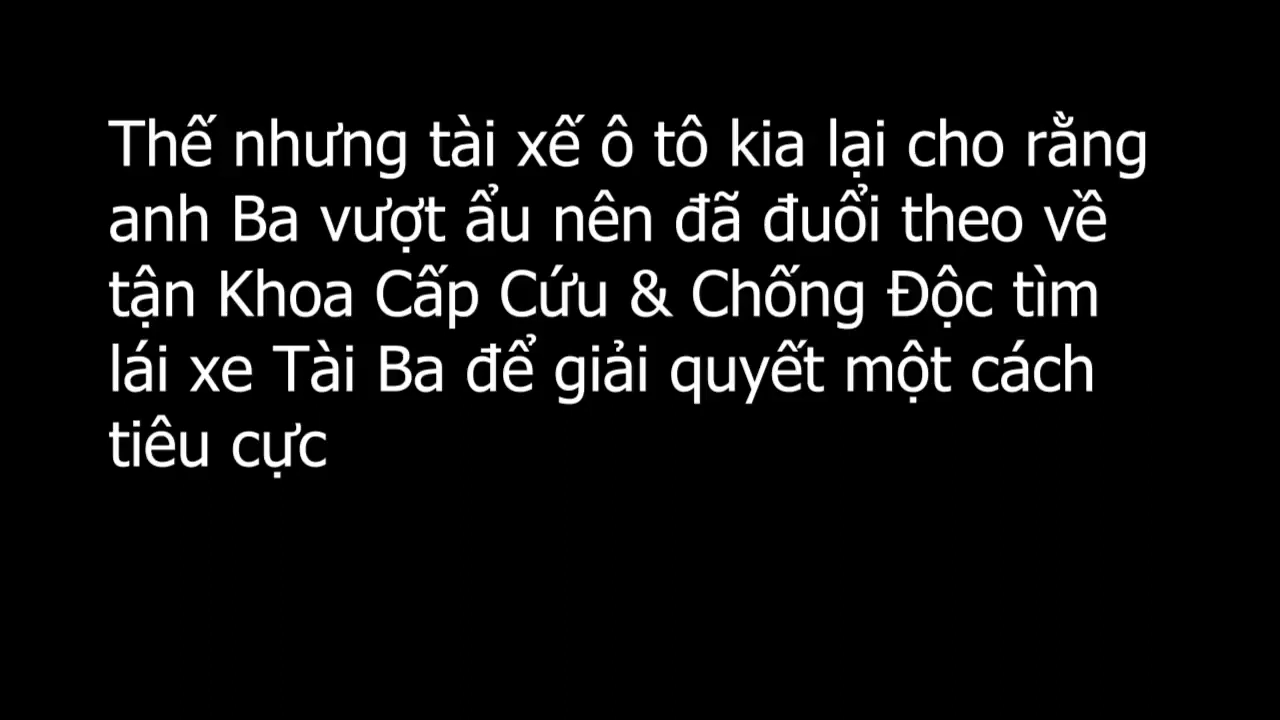 Thế nhưng tài xế ô tô kia lại cho rằng
anh Ba vượt ẩu nên đã đuổi theo về
tận Khoa Cấp Cứu & Chống Độc tìm
lái xe Tài Ba để giải quyết một cách
tiêu cực